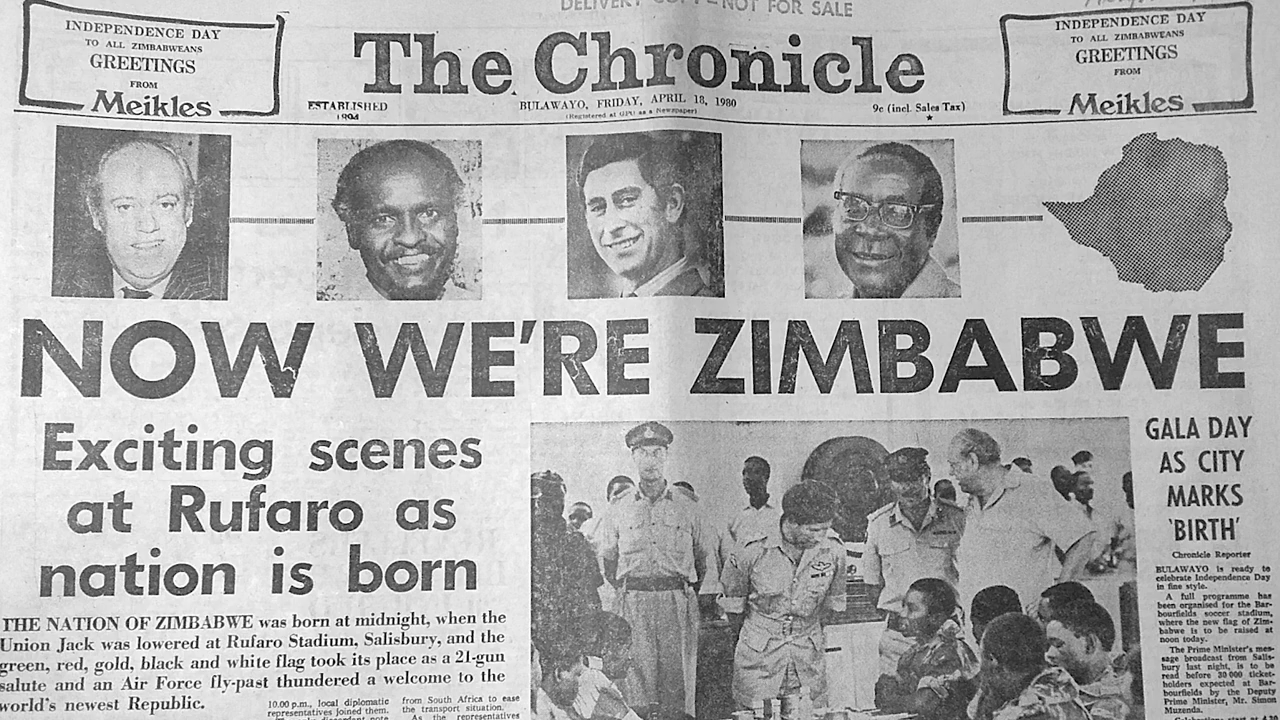 DELIVERY COPY - NOT FOR SALE
INDEPENDENCE DAY
TO ALL ZIMBABWEANS
GREETINGS
FROM
Meikles
The Chronicle
ESTABLISHED
1904
BULAWAYO, FRIDAY, APRIL 18, 1980
(Registered at GPO as a Newspaper)
9c (incl. Sales Tax)
INDEPENDENCE DAY
TO ALL ZIMBABWEANS
GREETINGS
FROM
Meikles
NOW WE'RE ZIMBABWE
Exciting scenes
at Rufaro as
nation is born
THE NATION OF ZIMBABWE was born at midnight, when the
Union Jack was lowered at Rufaro Stadium, Salisbury, and the
green, red, gold, black and white flag took its place as a 21-gun
salute and an Air Force fly-past thundered a welcome to the
world's newest Republic.
10.00 p.m., local diplomatic
representatives joined them.
from South Africa to ease
the transport situation.
As the representatives
GALA DAY
AS CITY
MARKS
'BIRTH'
Chronicle Reporter
BULAWAYO is ready to
celebrate Independence Day
in fine style.
A full programme has
been organised for the Bar-
bourfields soccer stadium,
where the new flag of Zim-
babwe is to be raised at
noon today.
The Prime Minister's mes-
sage broadcast from Salis-
bury last night, is to be
read before 30 000 ticket-
holders expected at Bar-
bourfields by the Deputy
Prime Minister, Mr. Simon
Muzenda.